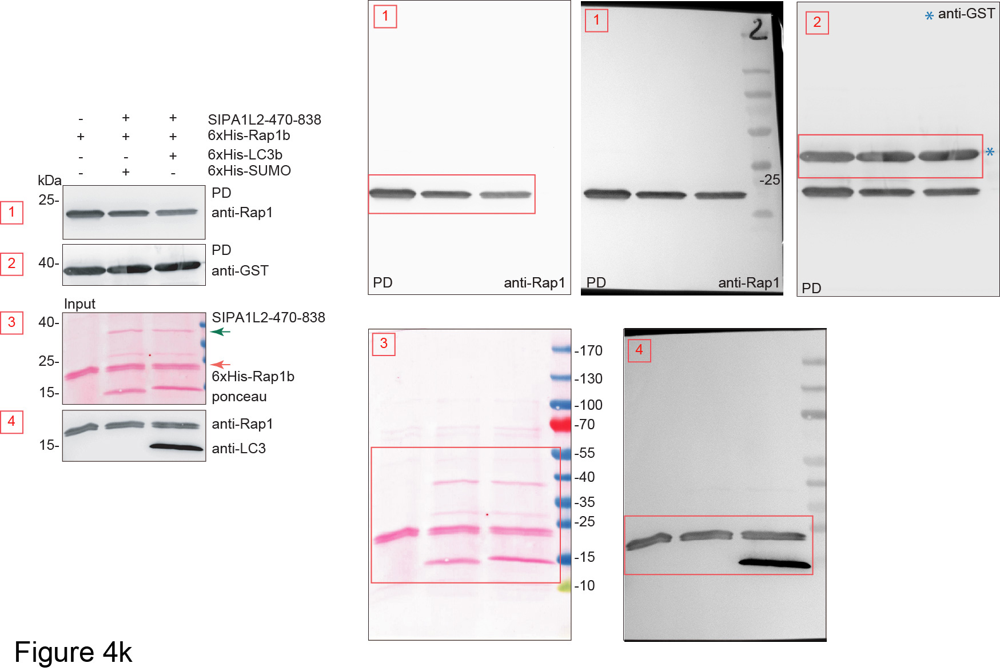 - + + SIPA1L2-470-838
+ + + 6xHis-Rap1b
- - + 6xHis-LC3b
- + - 6xHis-SUMO
kDa
25-
1
PD
anti-Rap1
2
40-
PD
anti-GST
Input
3
40-
25-
15-
SIPA1L2-470-838
6xHis-Rap1b
ponceau
4
15-
anti-Rap1
anti-LC3
1
PD anti-Rap1
1
2
-25
PD anti-Rap1
2
* anti-GST
*
PD
3
-170
-130
-100
-70
-55
-40
-35
-25
-15
-10
4
Figure 4k